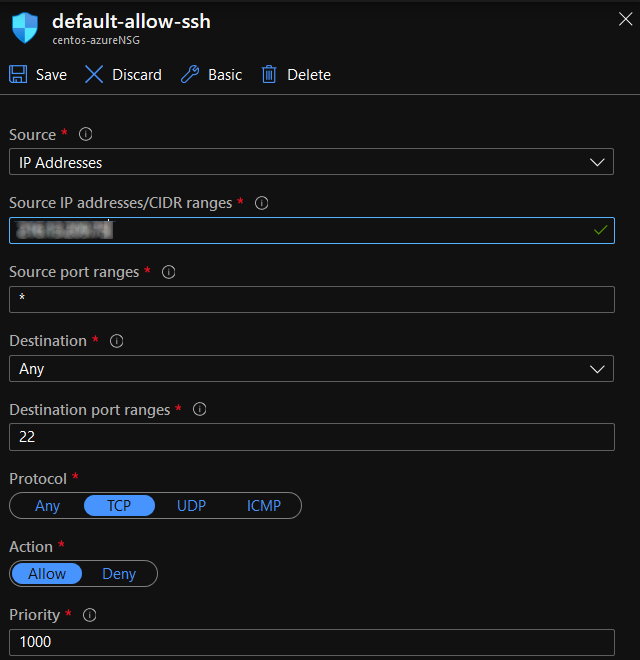 default-allow-ssh
centos-azureNSG
Save Discard Basic Delete
Source *
IP Addresses
Source IP addresses/CIDR ranges *
Source port ranges *
*
Destination *
Any
Destination port ranges *
22
Protocol *
Any TCP UDP ICMP
Action *
Allow Deny
Priority *
1000